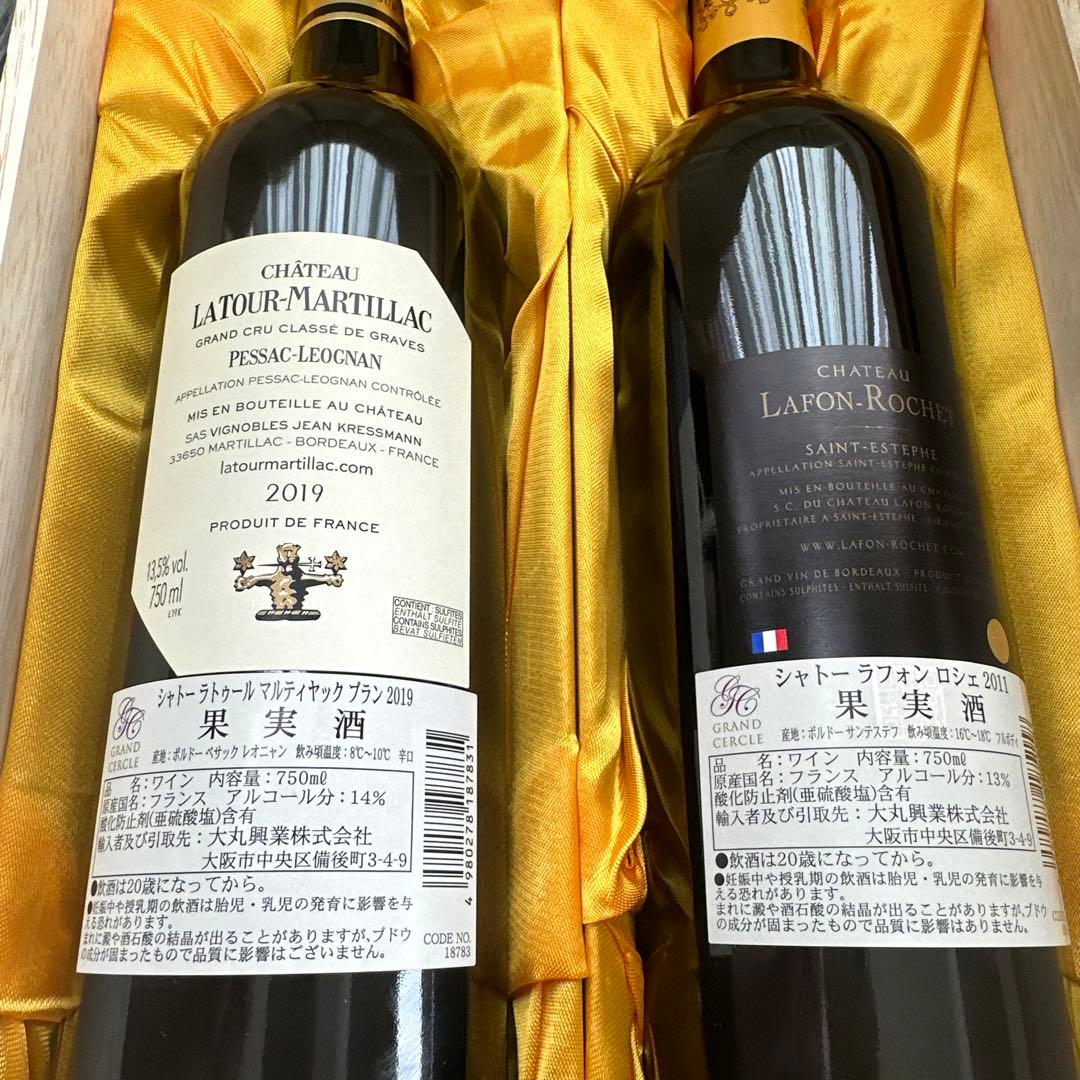 CHÂTEAU
LATOUR-MARTILLAC
GRAND CRU CLASSÉ DE GRAVES
PESSAC-LEOGNAN
APPELLATION PESSAC-LEOGNAN CONTRÔLÉE
MIS EN BOUTEILLE AU CHÂTEAU
SAS VIGNOBLES JEAN KRESSMANN
33650 MARTILLAC - BORDEAUX - FRANCE
latourmartillac.com
2019
PRODUIT DE FRANCE
13,5% vol.
750 ml
L19K
CONTIENT SULFITES
ENTHÄLT SULFITE
CONTAINS SULPHITES
BEVAT SULFIETEN
シャトー ラトゥール マルティヤック ブラン 2019
果実酒
GC
GRAND
CERCLE
産地：ボルドー ペサック レオニャン 飲み頃温度：8℃～10℃ 辛口
品名：ワイン 内容量：750mℓ
原産国名：フランス アルコール分：14%
酸化防止剤(亜硫酸塩)含有
輸入者及び引取先：大丸興業株式会社
大阪市中央区備後町3-4-9
●飲酒は20歳になってから。
●妊娠中や授乳期の飲酒は胎児・乳児の発育に影響を与
える恐れがあります。
まれに澱や酒石酸の結晶が出ることがありますが、ブドウ
の成分が固まったもので品質に影響はございません。
CODE NO.
18783
4 980278 187831
CHATEAU
LAFON-ROCHET
SAINT-ESTEPHE
APPELLATION SAINT-ESTEPHE
MIS EN BOUTEILLE AU
S.C. DU CHATEAU LAFON
PROPRIETAIRE A SAINT-ESTEPHE
WWW.LAFON-ROCHET.
GRAND VIN DE BORDEAUX - PRODUCT
CONTAINS SULPHITES - ENTHALT SULFITE
シャトー ラフォン ロシェ 2011
果実酒
GC
GRAND
CERCLE
産地：ボルドー サンテステフ 飲み頃温度：16℃～18℃ フルボディ
品名：ワイン 内容量：750mℓ
原産国名：フランス アルコール分：13%
酸化防止剤(亜硫酸塩)含有
輸入者及び引取先：大丸興業株式会社
大阪市中央区備後町3-4-9
●飲酒は20歳になってから。
●妊娠中や授乳期の飲酒は胎児・乳児の発育に影響を与
える恐れがあります。
まれに澱や酒石酸の結晶が出ることがありますが、ブドウ
の成分が固まったもので品質に影響はありません。